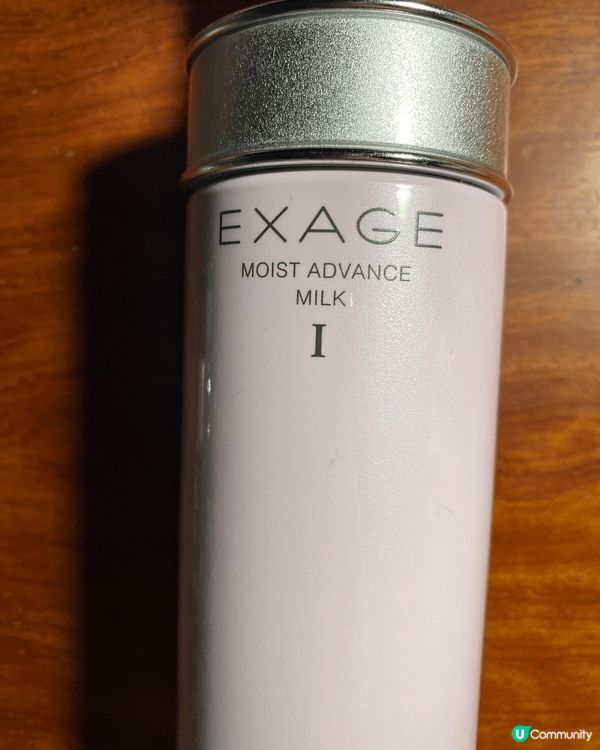 EXAGE
MOIST ADVANCE
MILK
I
U Community